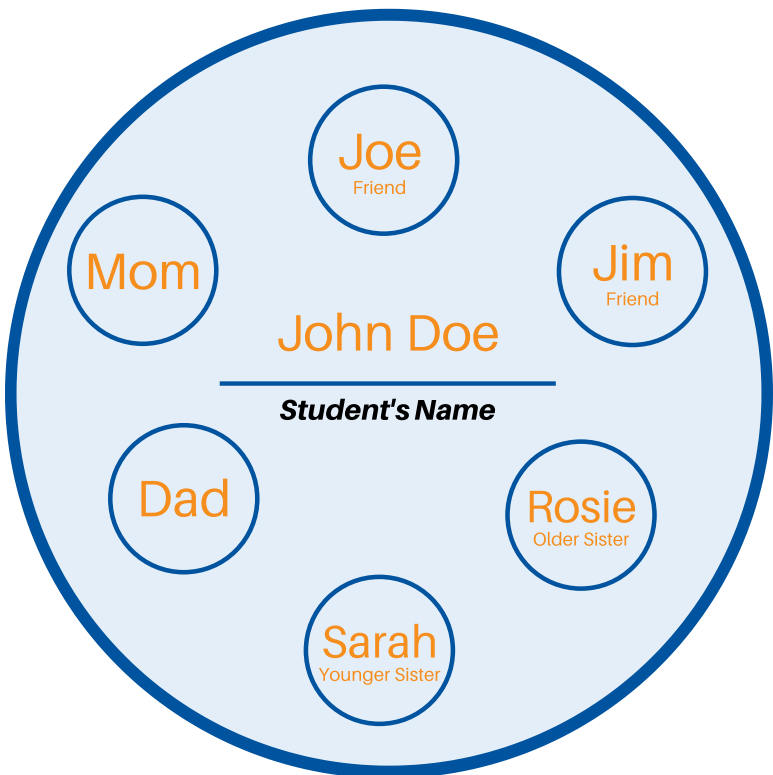 Joe
Friend
Mom
Jim
Friend
John Doe
Student's Name
Dad
Rosie
Older Sister
Sarah
Younger Sister